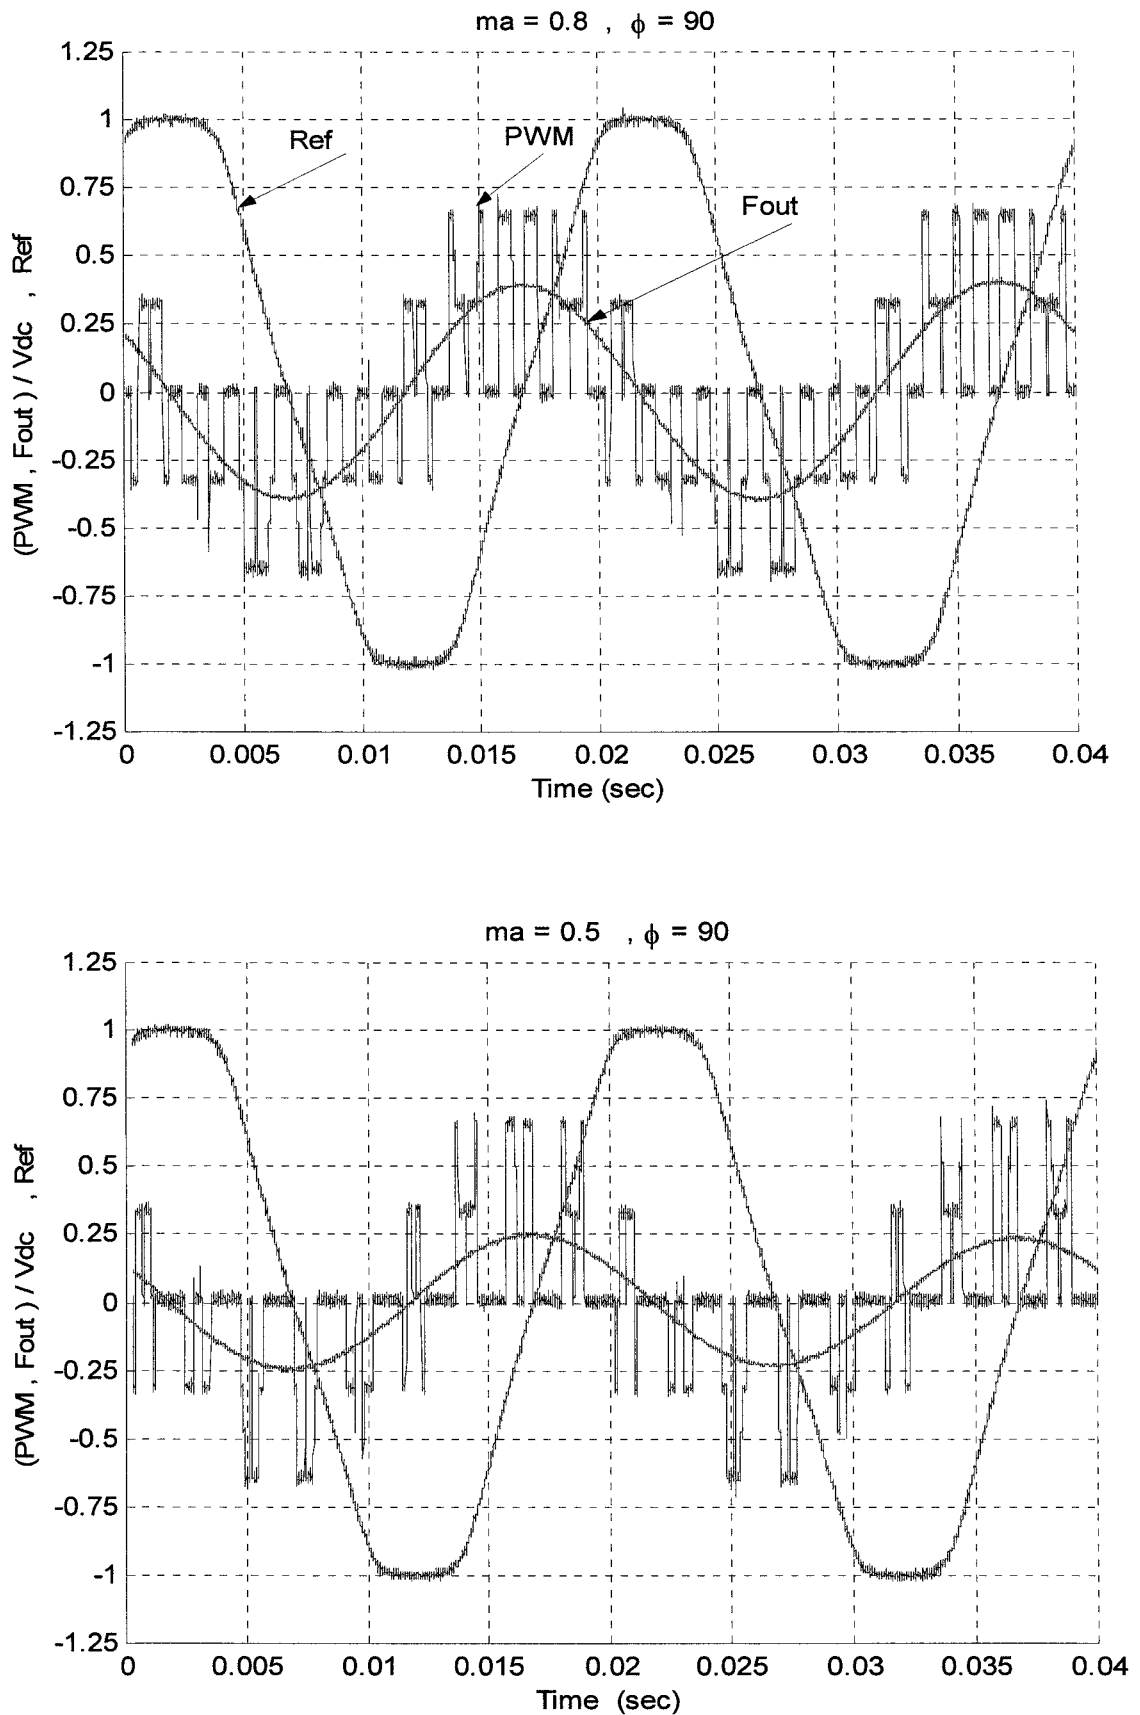 ma = 0.8 , ϕ = 90
1.25
1
0.75
0.5
0.25
0
-0.25
-0.5
-0.75
-1
-1.25
(PWM , Fout ) / Vdc , Ref
Ref
PWM
Fout
0 0.005 0.01 0.015 0.02 0.025 0.03 0.035 0.04
Time (sec)
ma = 0.5 , ϕ = 90
1.25
1
0.75
0.5
0.25
0
-0.25
-0.5
-0.75
-1
-1.25
(PWM , Fout ) / Vdc , Ref
0 0.005 0.01 0.015 0.02 0.025 0.03 0.035 0.04
Time (sec)